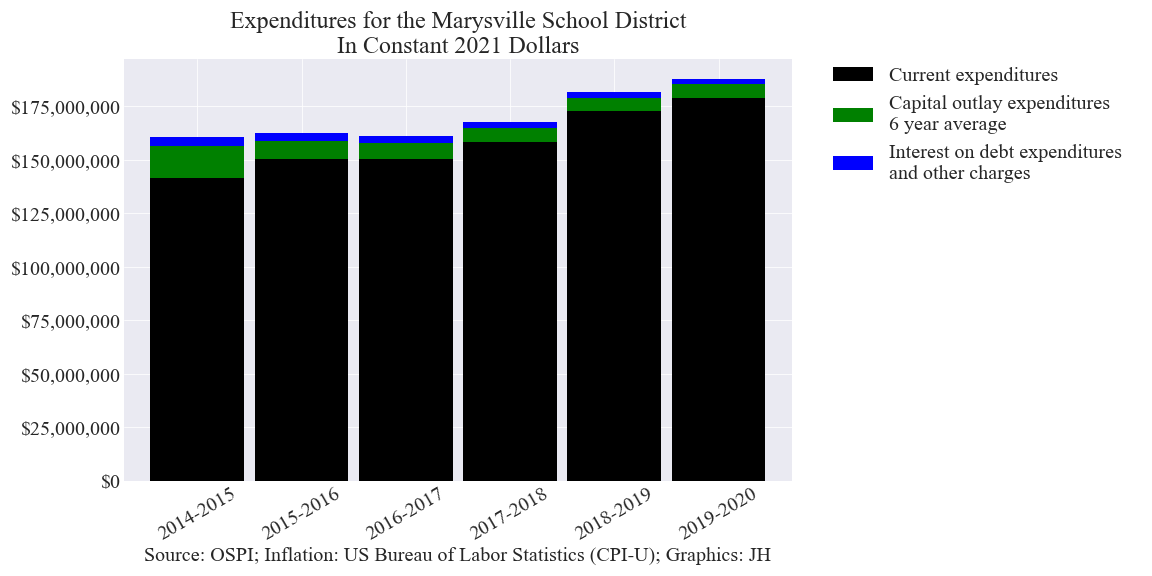 Expenditures for the Marysville School District
In Constant 2021 Dollars
Current expenditures
Capital outlay expenditures
6 year average
Interest on debt expenditures
and other charges
$175,000,000
$150,000,000
$125,000,000
$100,000,000
$75,000,000
$50,000,000
$25,000,000
$0
2014-2015
2015-2016
2016-2017
2017-2018
2018-2019
2019-2020
Source: OSPI; Inflation: US Bureau of Labor Statistics (CPI-U); Graphics: JH